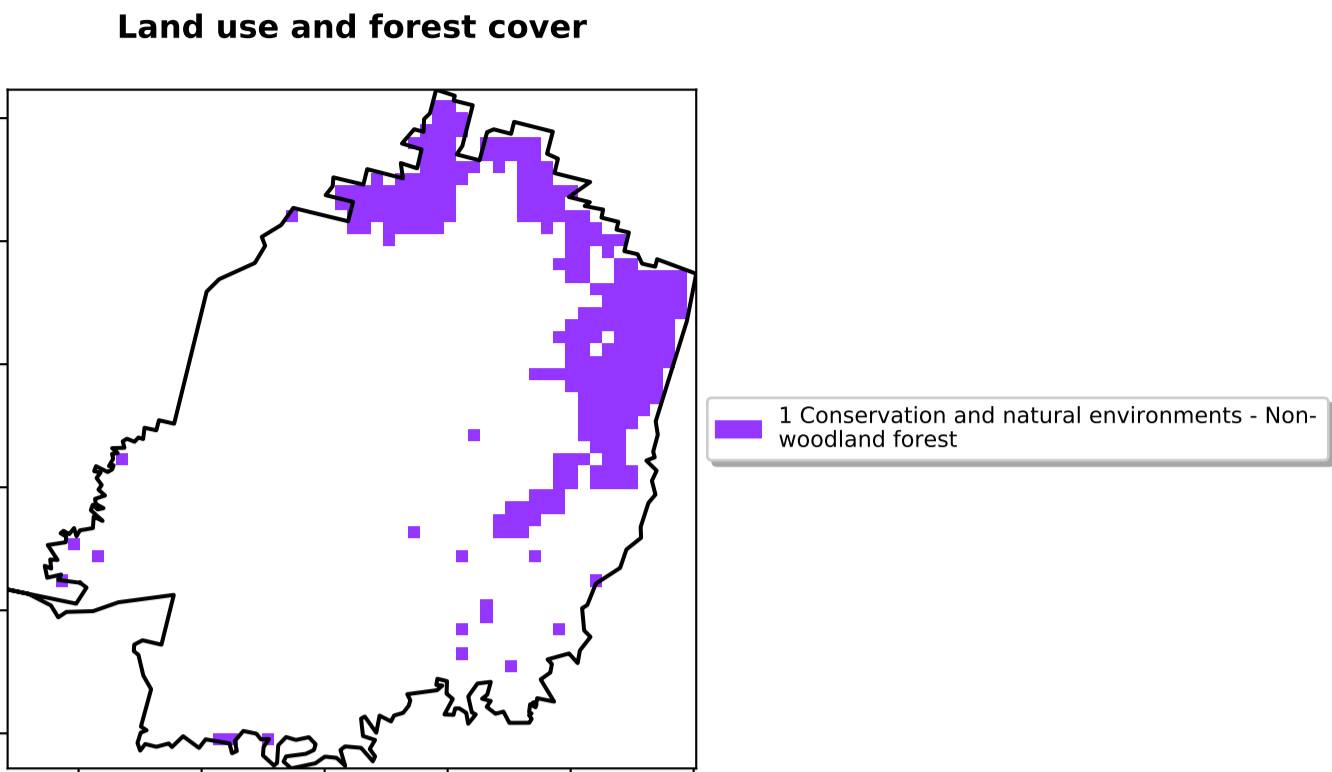 Land use and forest cover
1 Conservation and natural environments - Non-
woodland forest